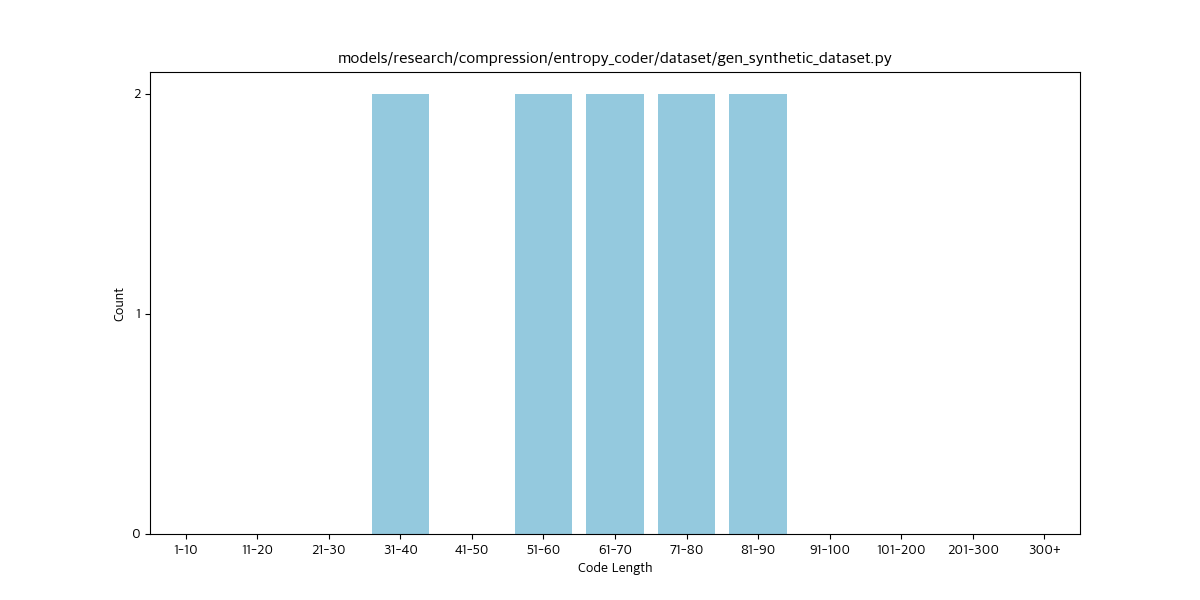 models/research/compression/entropy_coder/dataset/gen_synthetic_dataset.py
Count
2
1
0
1-10 11-20 21-30 31-40 41-50 51-60 61-70 71-80 81-90 91-100 101-200 201-300 300+
Code Length